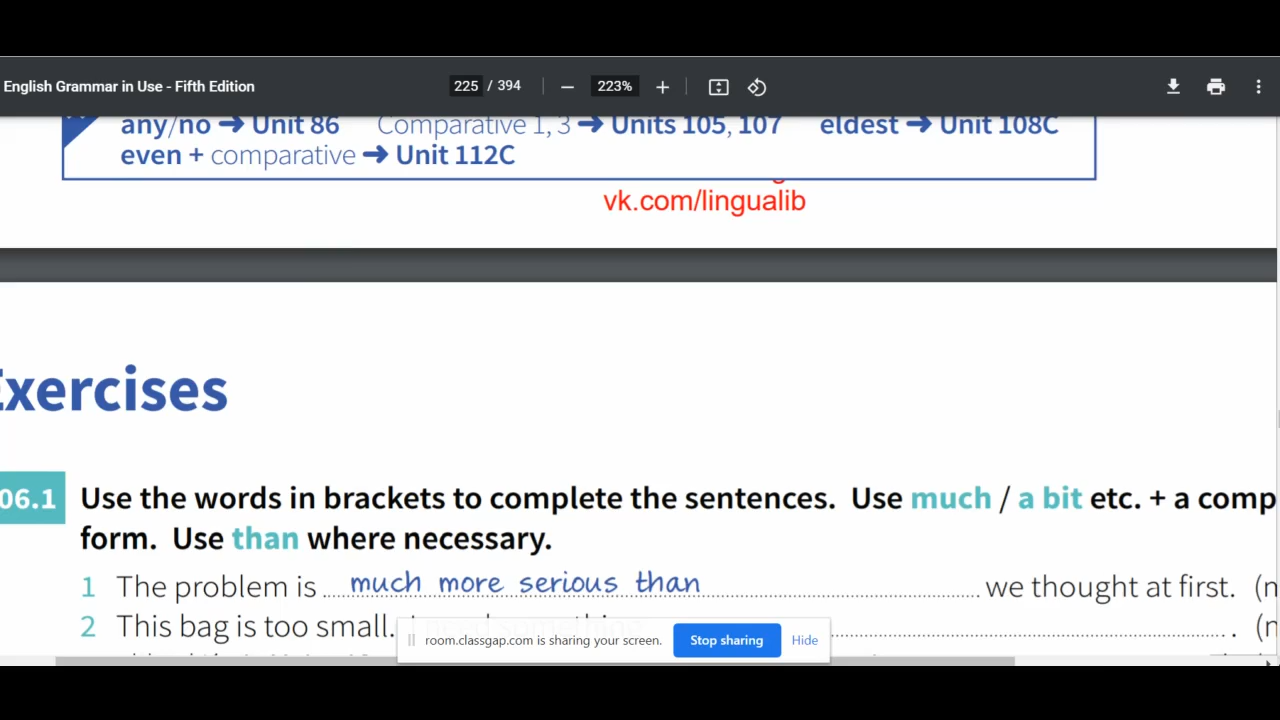 English Grammar in Use - Fifth Edition 225 / 394 223%
any/no ➔ Unit 86 Comparative 1, 3 ➔ Units 105, 107 eldest ➔ Unit 108C
even + comparative ➔ Unit 112C
vk.com/lingualib
Exercises
06.1 Use the words in brackets to complete the sentences. Use much / a bit etc. + a comp
form. Use than where necessary.
1 The problem is much more serious than we thought at first. (n
2 This bag is too small. I need something . (n
room.classgap.com is sharing your screen. Stop sharing Hide